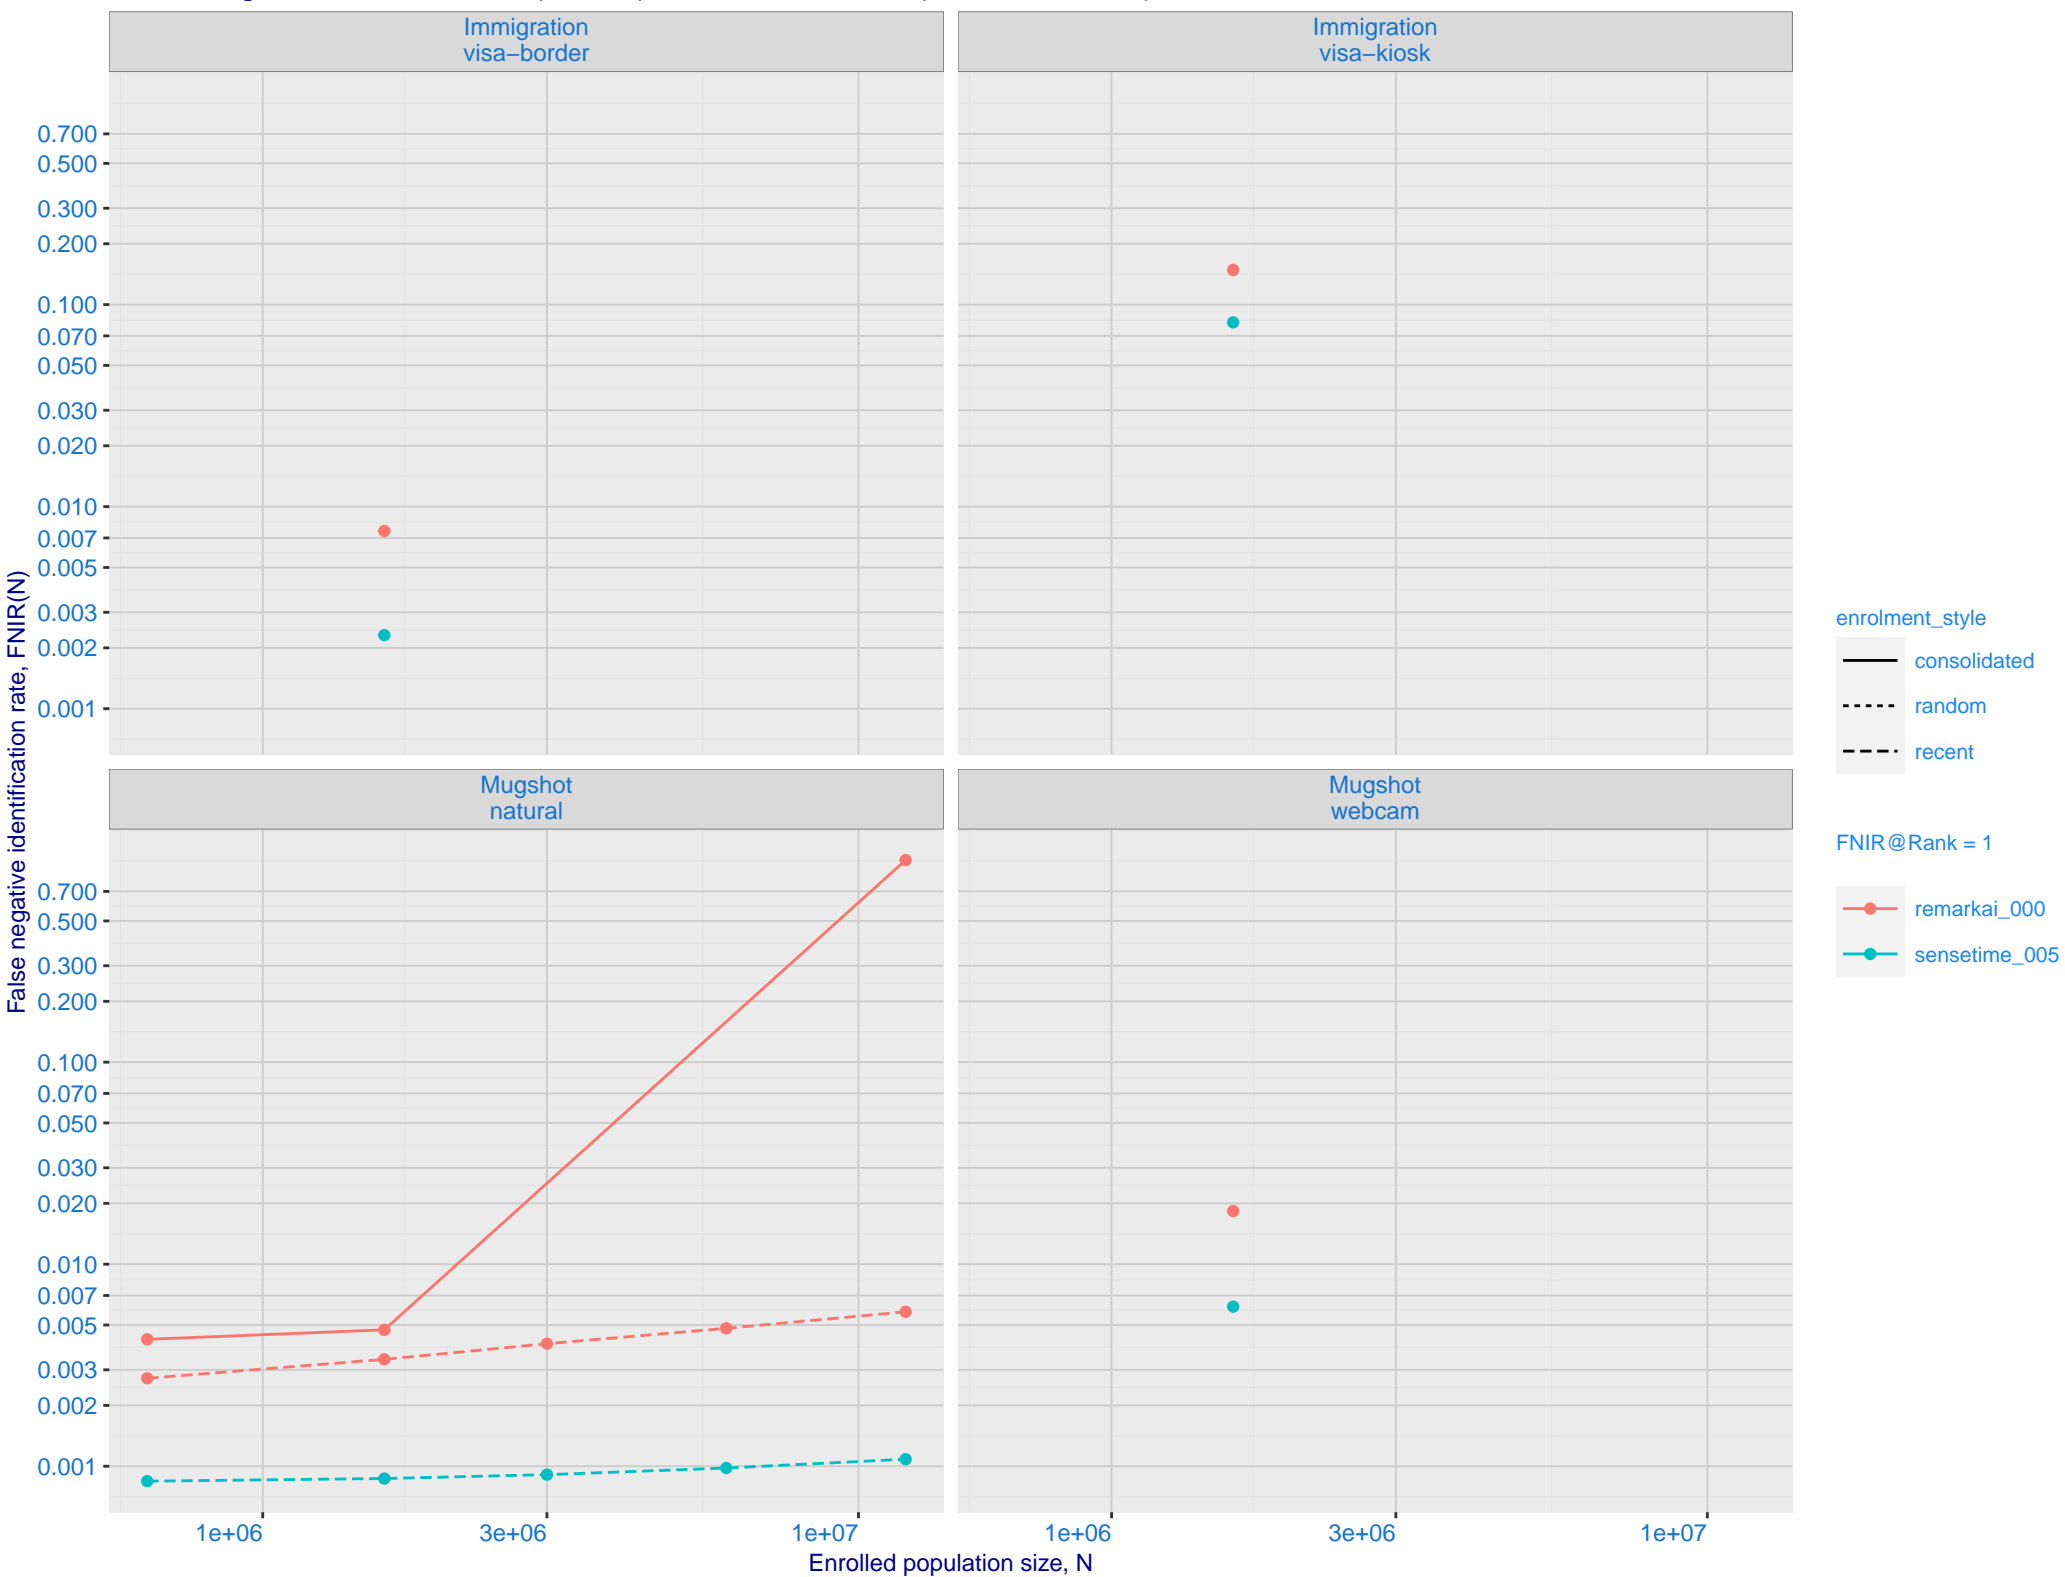 Immigration
visa−border
Immigration
visa−kiosk
0.700
0.500
0.300
0.200
0.100
0.070
0.050
0.030
0.020
0.010
0.007
0.005
0.003
0.002
0.001
False negative identification rate, FNIR(N)
Mugshot
natural
Mugshot
webcam
0.700
0.500
0.300
0.200
0.100
0.070
0.050
0.030
0.020
0.010
0.007
0.005
0.003
0.002
0.001
1e+06
3e+06
1e+07
1e+06
3e+06
1e+07
Enrolled population size, N
enrolment_style
consolidated
random
recent
FNIR@Rank = 1
remarkai_000
sensetime_005